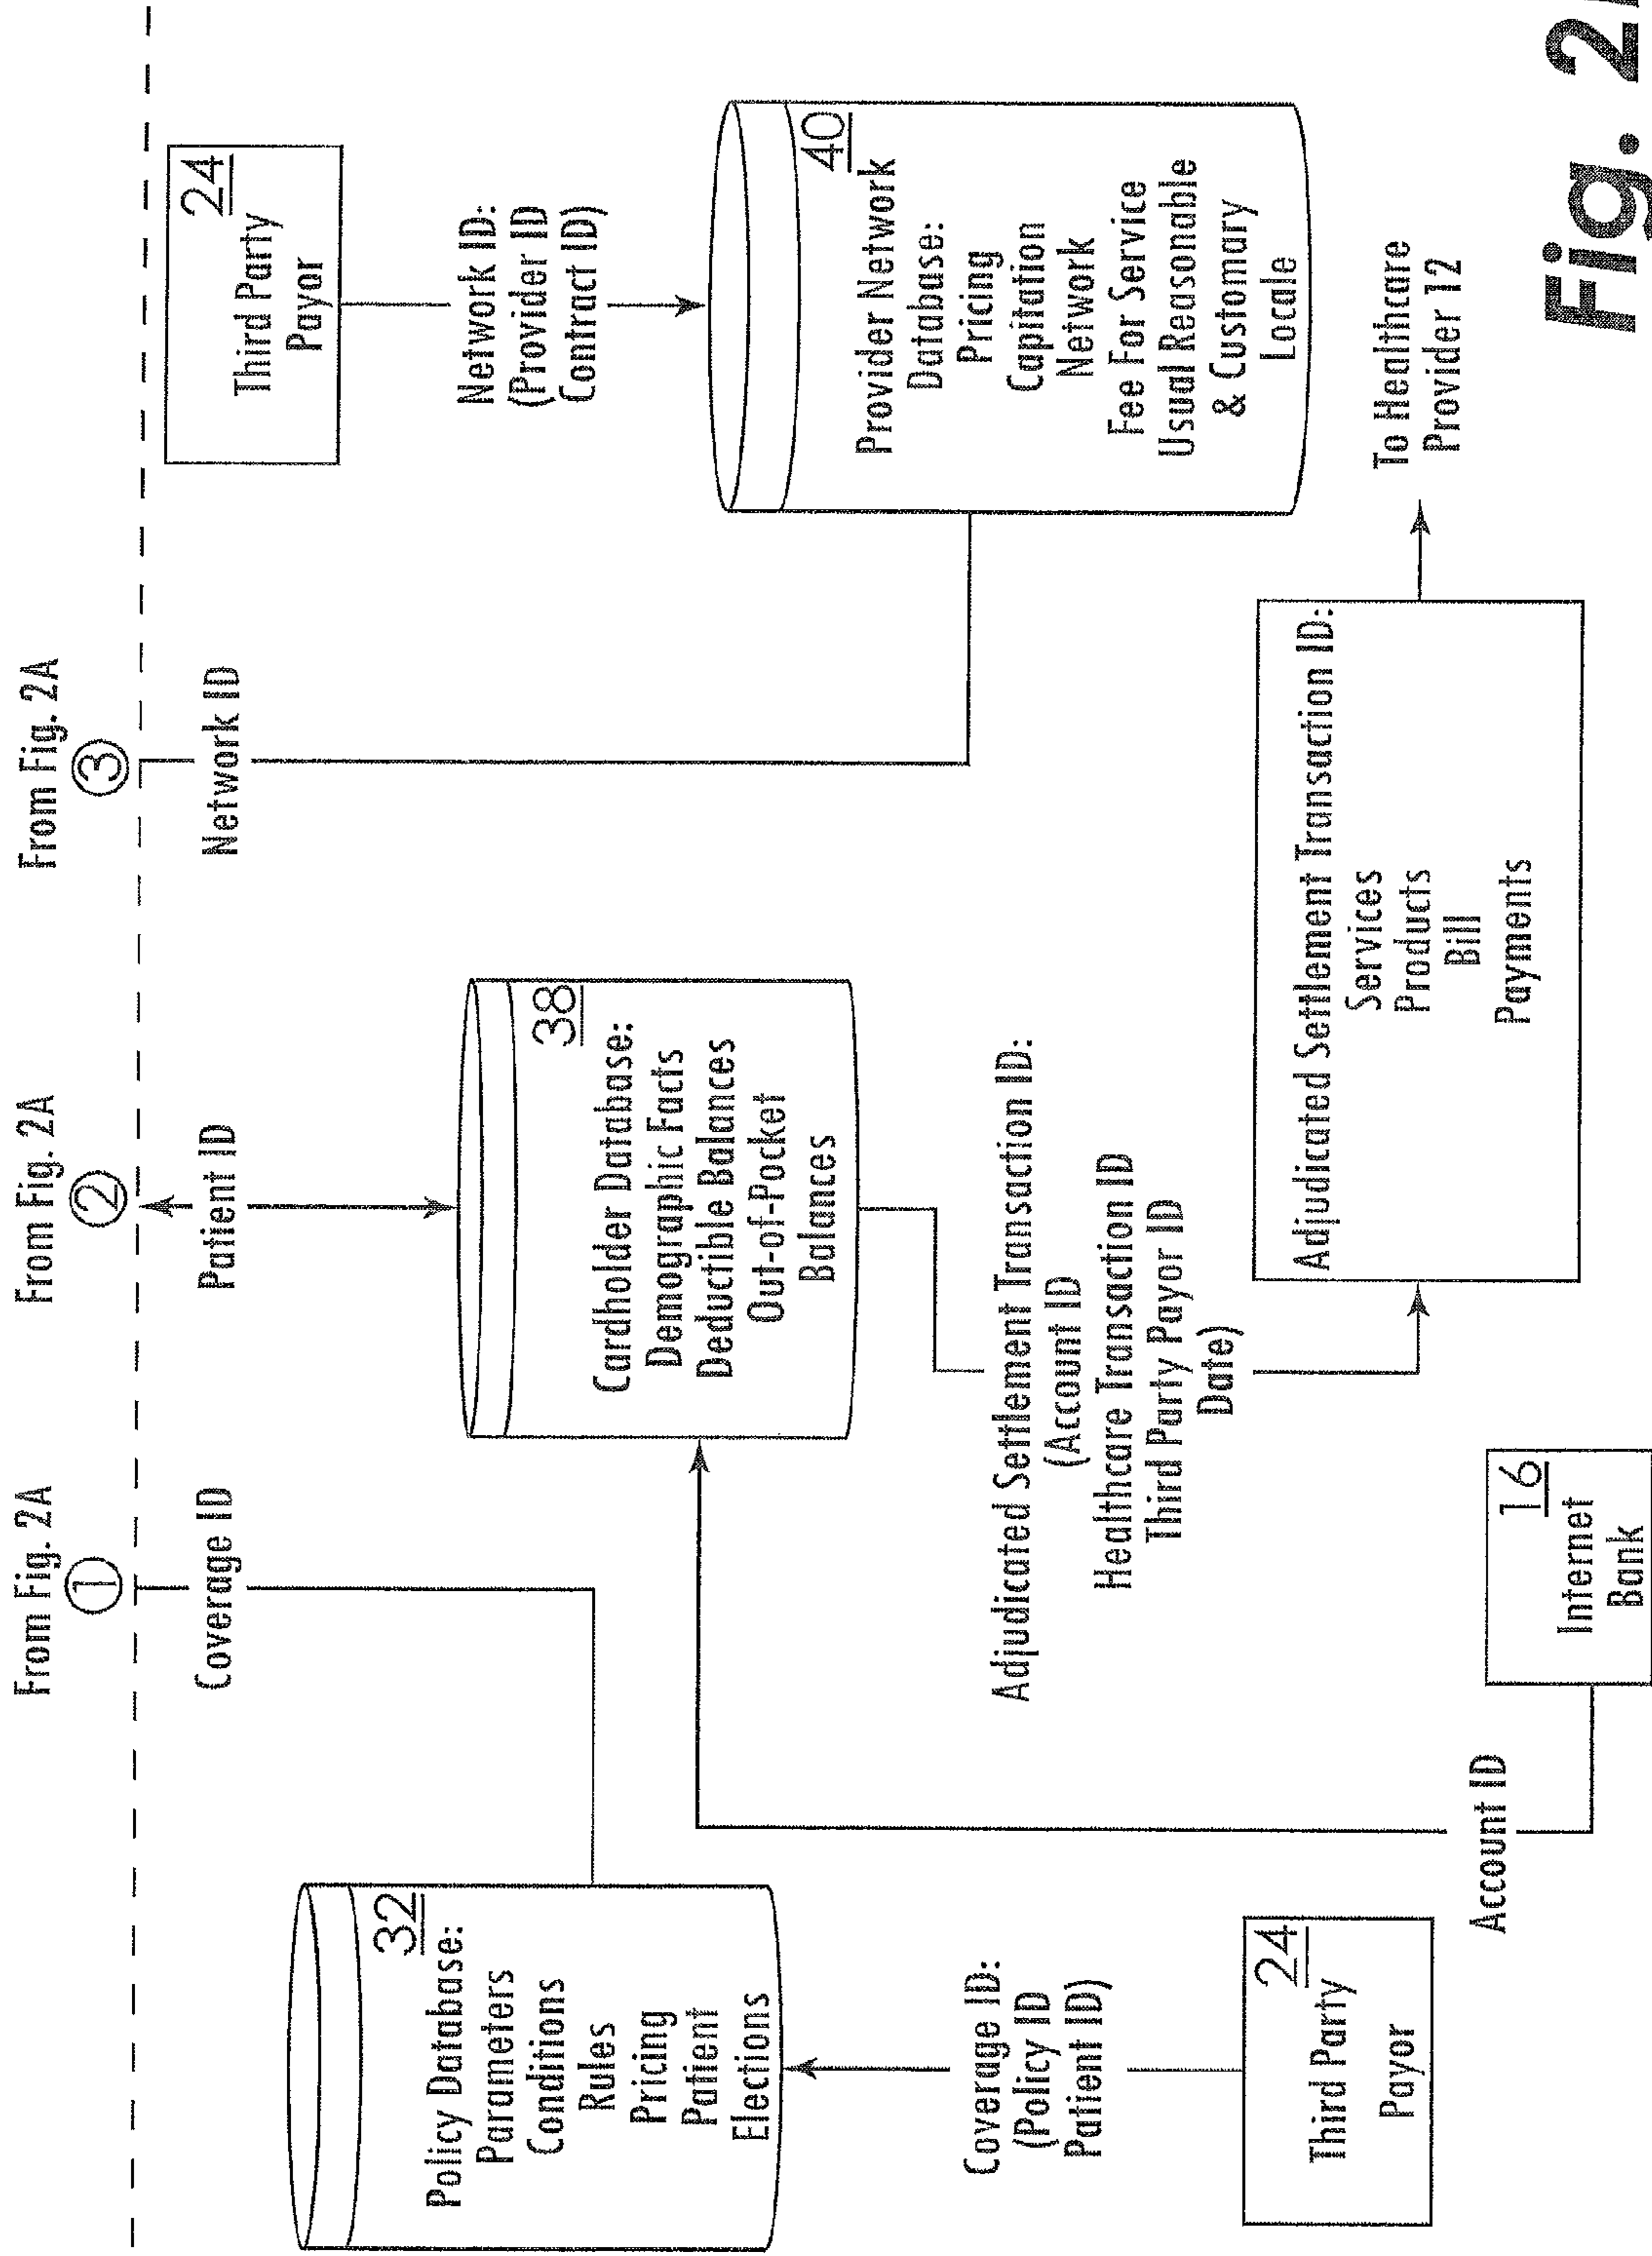 From Fig. 2A
1
Coverage ID
From Fig. 2A
2
Patient ID
From Fig. 2A
3
Network ID
32
Policy Database:
Parameters
Conditions
Rules
Pricing
Patient
Elections
Coverage ID:
(Policy ID
Patient ID)
24
Third Party
Payor
38
Cardholder Database:
Demographic Facts
Deductible Balances
Out-of-Pocket
Balances
Adjudicated Settlement Transaction ID:
(Account ID
Healthcare Transaction ID
Third Party Payor ID
Date)
Account ID
16
Internet
Bank
24
Third Party
Payor
Network ID:
(Provider ID
Contract ID)
40
Provider Network
Database:
Pricing
Capitation
Network
Fee For Service
Usual Reasonable
& Customary
Locale
Adjudicated Settlement Transaction ID:
Services
Products
Bill
Payments
To Healthcare
Provider 12
Fig.